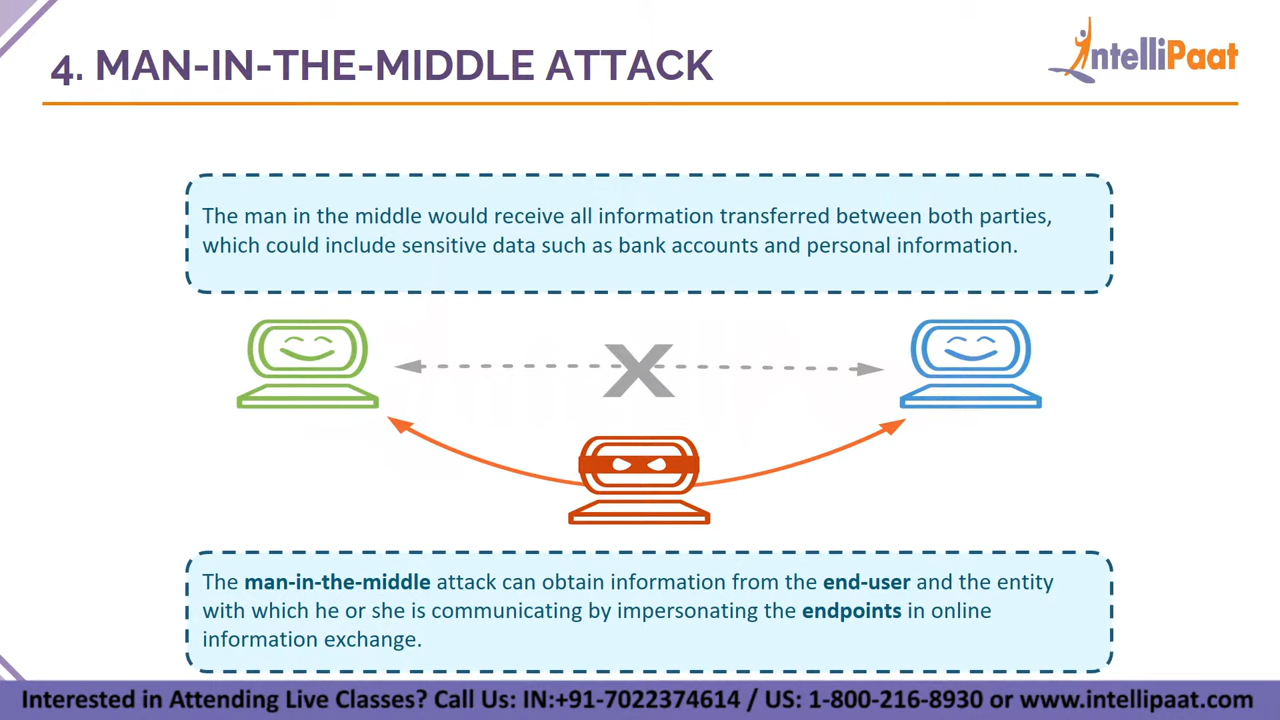 4. MAN-IN-THE-MIDDLE ATTACK
IntelliPaat
The man in the middle would receive all information transferred between both parties,
which could include sensitive data such as bank accounts and personal information.
X
The man-in-the-middle attack can obtain information from the end-user and the entity
with which he or she is communicating by impersonating the endpoints in online
information exchange.
Interested in Attending Live Classes? Call Us: IN:+91-7022374614 / US: 1-800-216-8930 or www.intellipaat.com